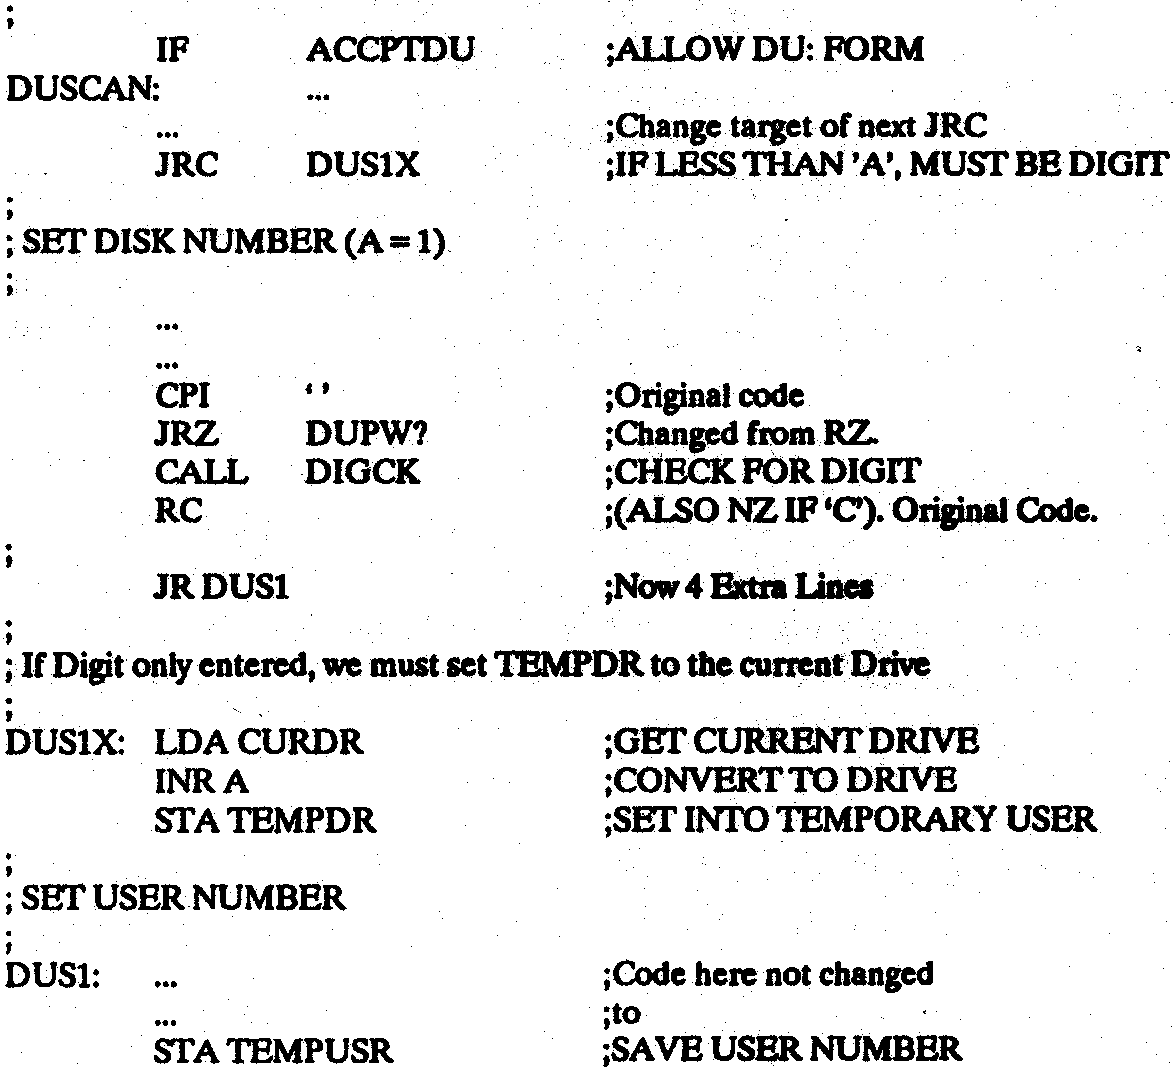 ;
IF ACCPTDU ;ALLOW DU: FORM
DUSCAN: ...
... ;Change target of next JRC
JRC DUS1X ;IF LESS THAN 'A', MUST BE DIGIT
;
; SET DISK NUMBER (A = 1)
;
...
...
CPI ‘ ’ ;Original code
JRZ DUPW? ;Changed from RZ.
CALL DIGCK ;CHECK FOR DIGIT
RC ;(ALSO NZ IF ‘C’). Original Code.
;
JR DUS1 ;Now 4 Extra Lines
;
; If Digit only entered, we must set TEMPDR to the current Drive
;
DUS1X: LDA CURDR ;GET CURRENT DRIVE
INR A ;CONVERT TO DRIVE
STA TEMPDR ;SET INTO TEMPORARY USER
;
; SET USER NUMBER
;
DUS1: ... ;Code here not changed
... ;to
STA TEMPUSR ;SAVE USER NUMBER